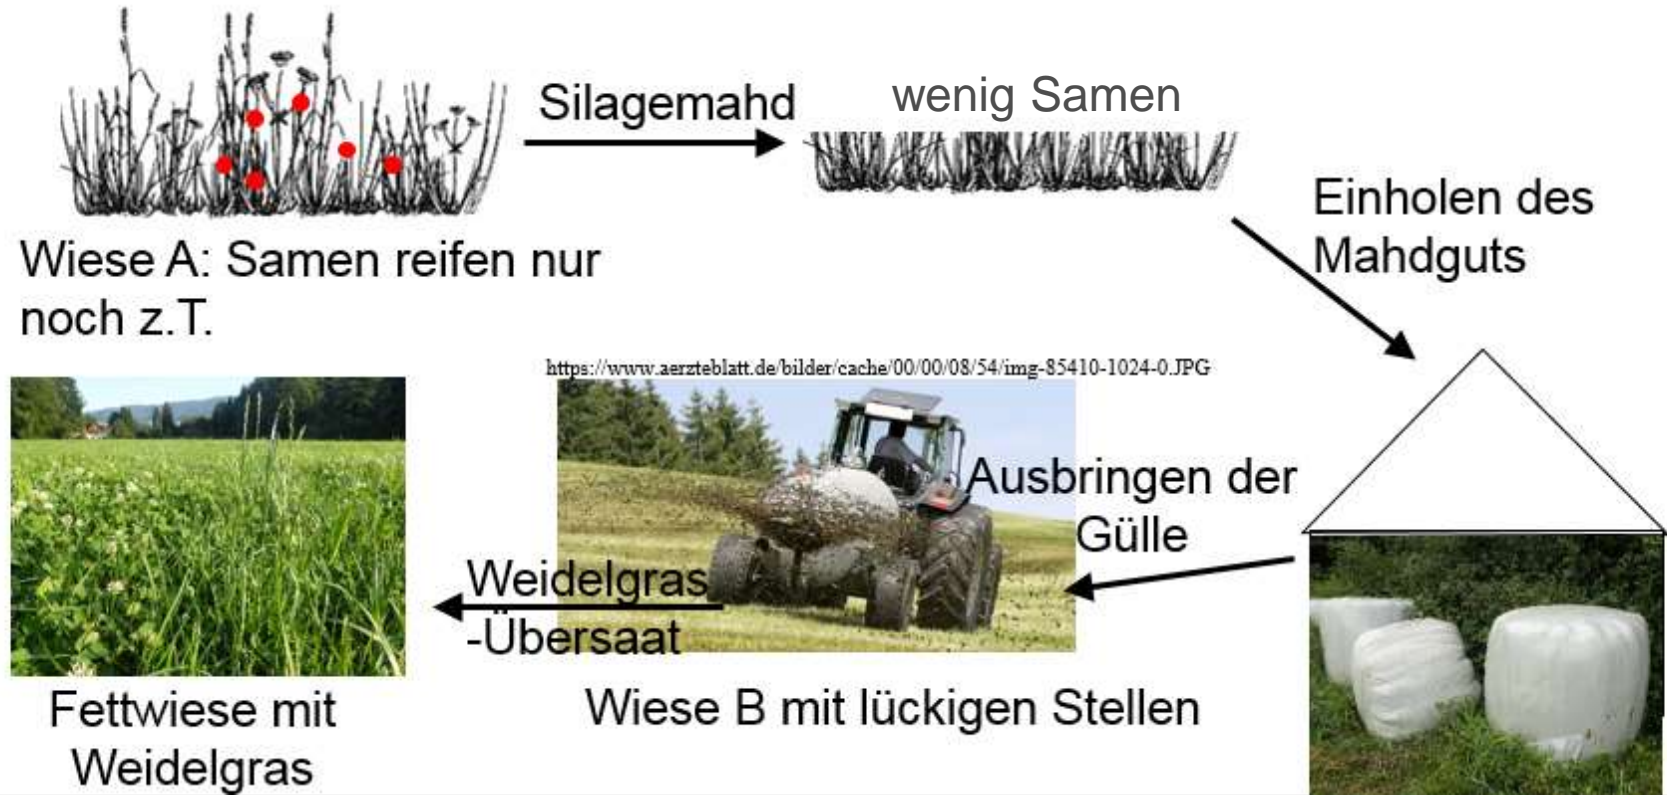 Silagemahd
wenig Samen
Wiese A: Samen reifen nur
noch z.T.
Einholen des
Mahdguts
https://www.aerzteblatt.de/bilder/cache/00/00/08/54/img-85410-1024-0.JPG
Ausbringen der
Gülle
Weidelgras
-Übersaat
Wiese B mit lückigen Stellen
Fettwiese mit
Weidelgras